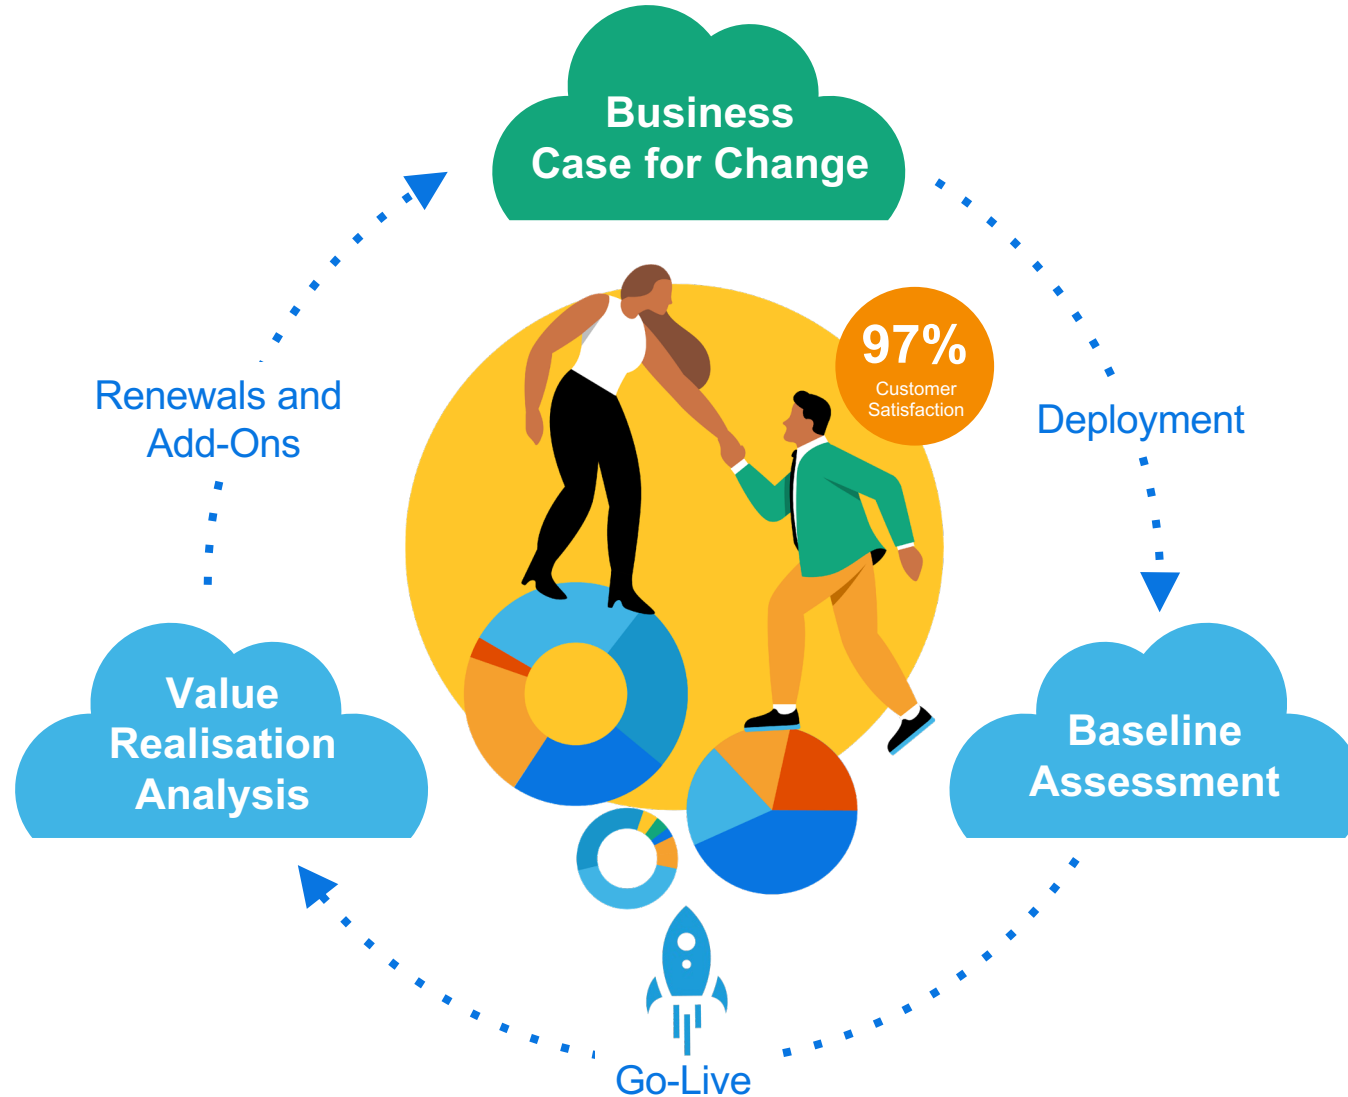 Business
Case for Change
97%
Customer
Satisfaction
Renewals and
Add-Ons
Deployment
Value
Realisation
Analysis
Baseline
Assessment
Go-Live